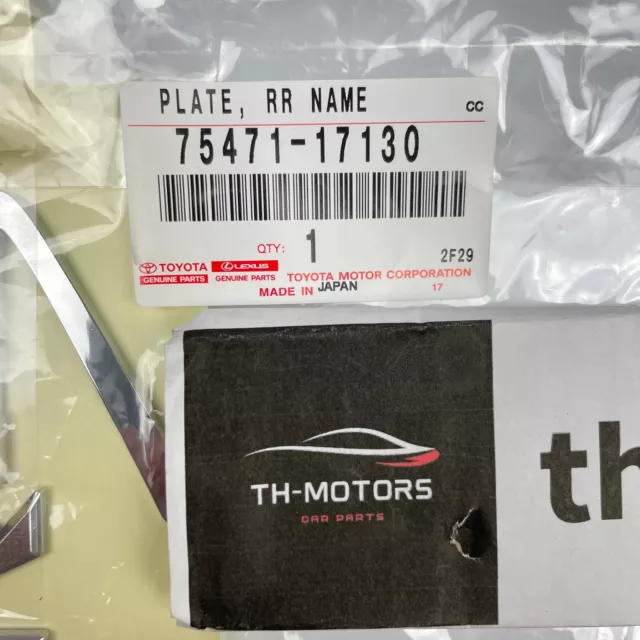 PLATE, RR NAME CC
75471-17130
QTY: 1 2F29
TOYOTA LEXUS
GENUINE PARTS GENUINE PARTS TOYOTA MOTOR CORPORATION
MADE IN JAPAN 17
TH-MOTORS
CAR PARTS
th